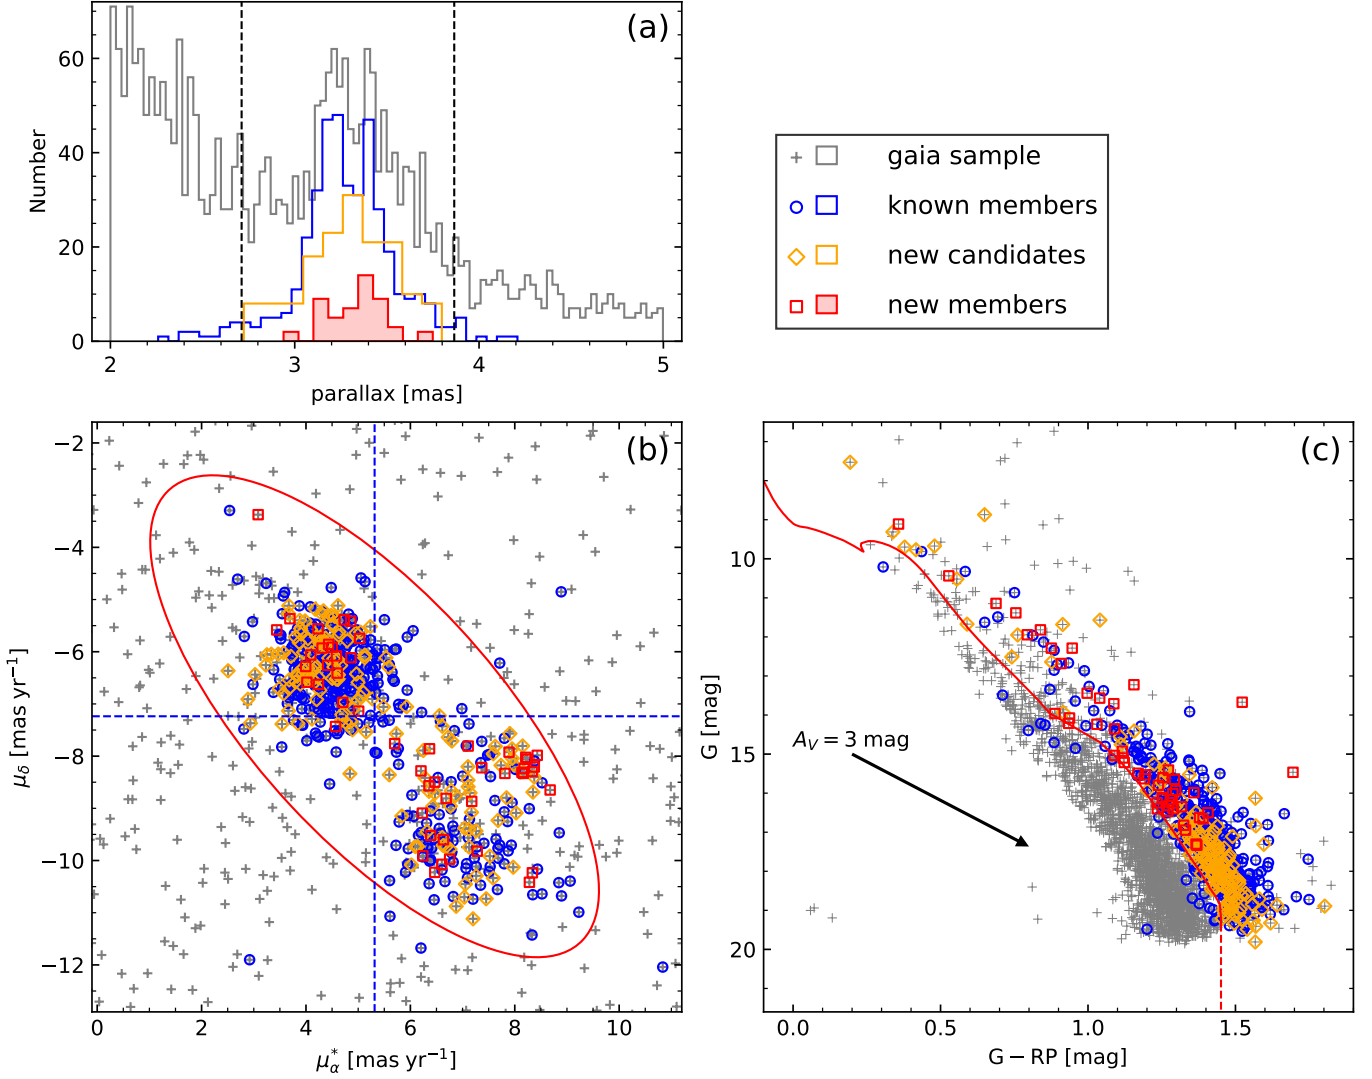 (a)
60
40
20
0
Number
2 3 4 5
parallax [mas]
gaia sample
known members
new candidates
new members
(b)
−2
−4
−6
−8
−10
−12
μδ [mas yr⁻¹]
0 2 4 6 8 10
μ*α [mas yr⁻¹]
(c)
10
15
20
G [mag]
A_V = 3 mag
0.0 0.5 1.0 1.5
G − RP [mag]